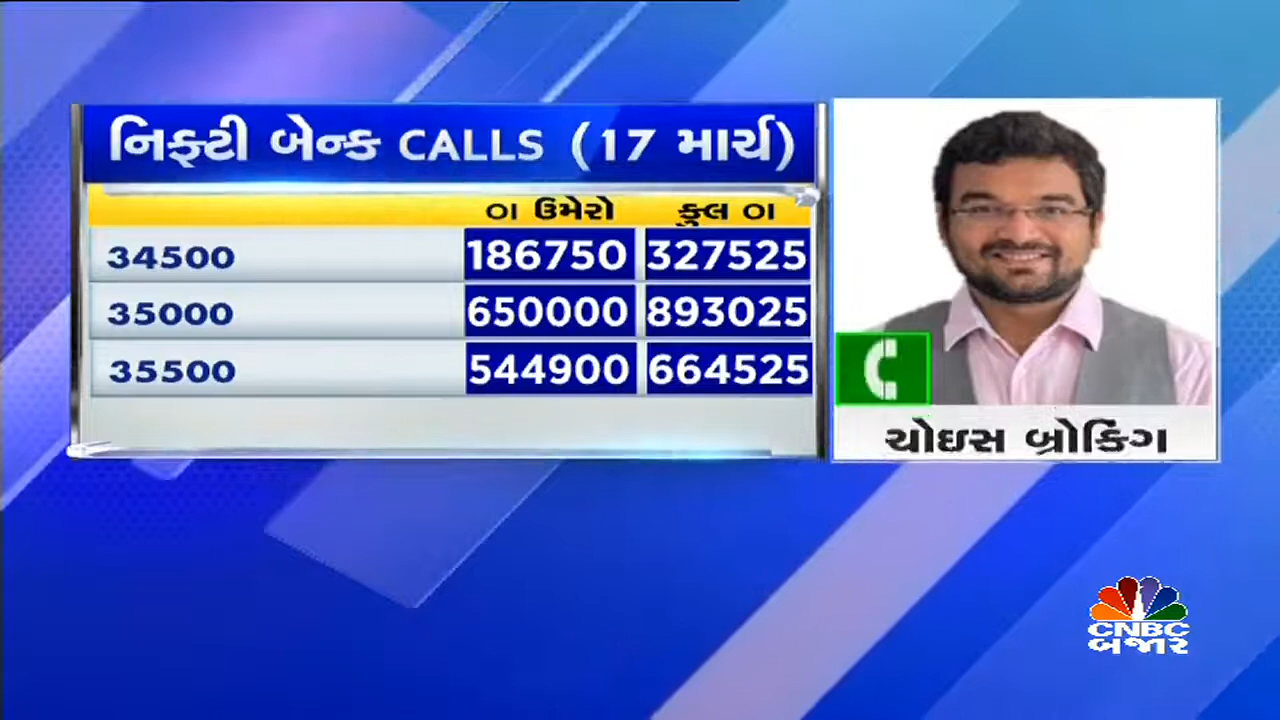 નિફ્ટી બેન્ક CALLS (17 માર્ચ)
OI ઉમેરો કુલ OI
34500 186750 327525
35000 650000 893025
35500 544900 664525
ચોઇસ બ્રોકિંગ
CNBC
બજાર